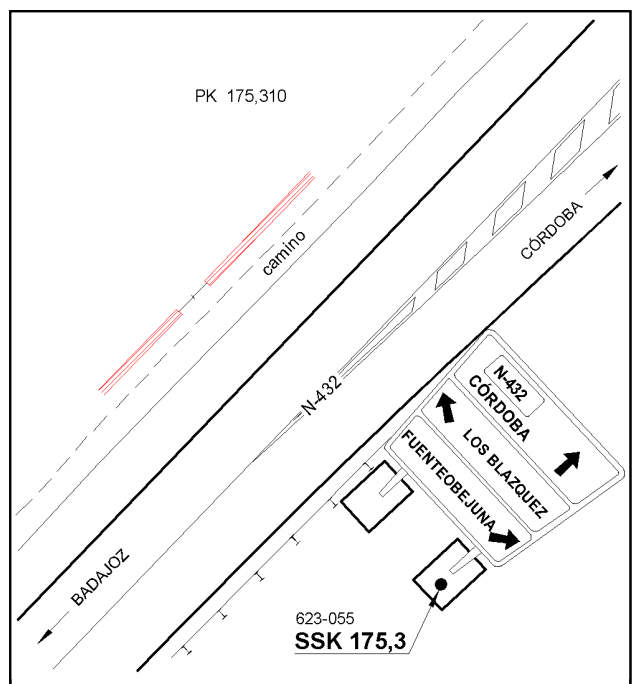 PK 175,310
camino
CÓRDOBA
N-432
N-432
CÓRDOBA
LOS BLAZQUEZ
FUENTEOBEJUNA
BADAJOZ
623-055
SSK 175,3